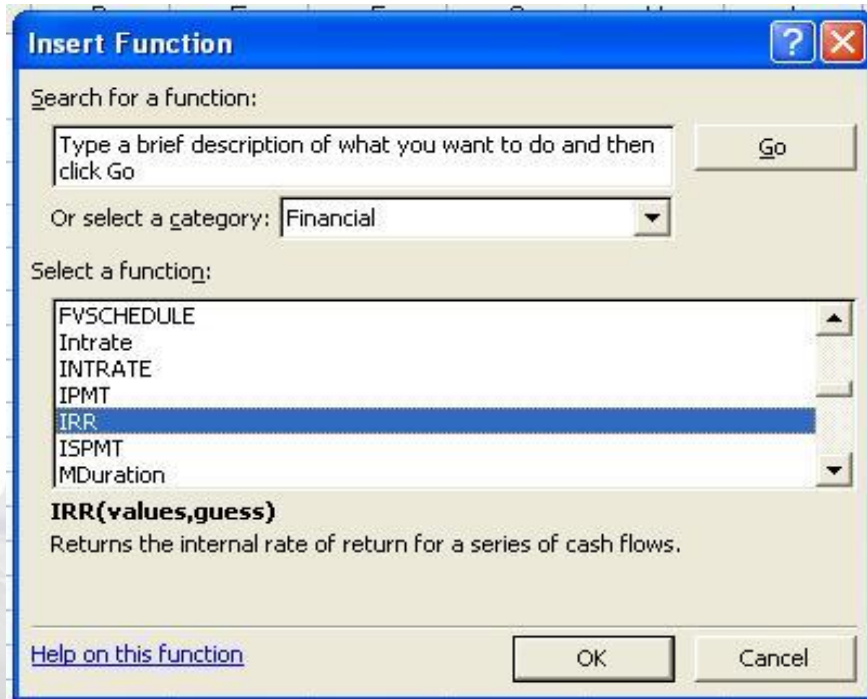 Insert Function
Search for a function:
Type a brief description of what you want to do and then
click Go
Go
Or select a category: Financial
Select a function:
FVSCHEDULE
Intrate
INTRATE
IPMT
IRR
ISPMT
MDuration
IRR(values,guess)
Returns the internal rate of return for a series of cash flows.
Help on this function
OK
Cancel